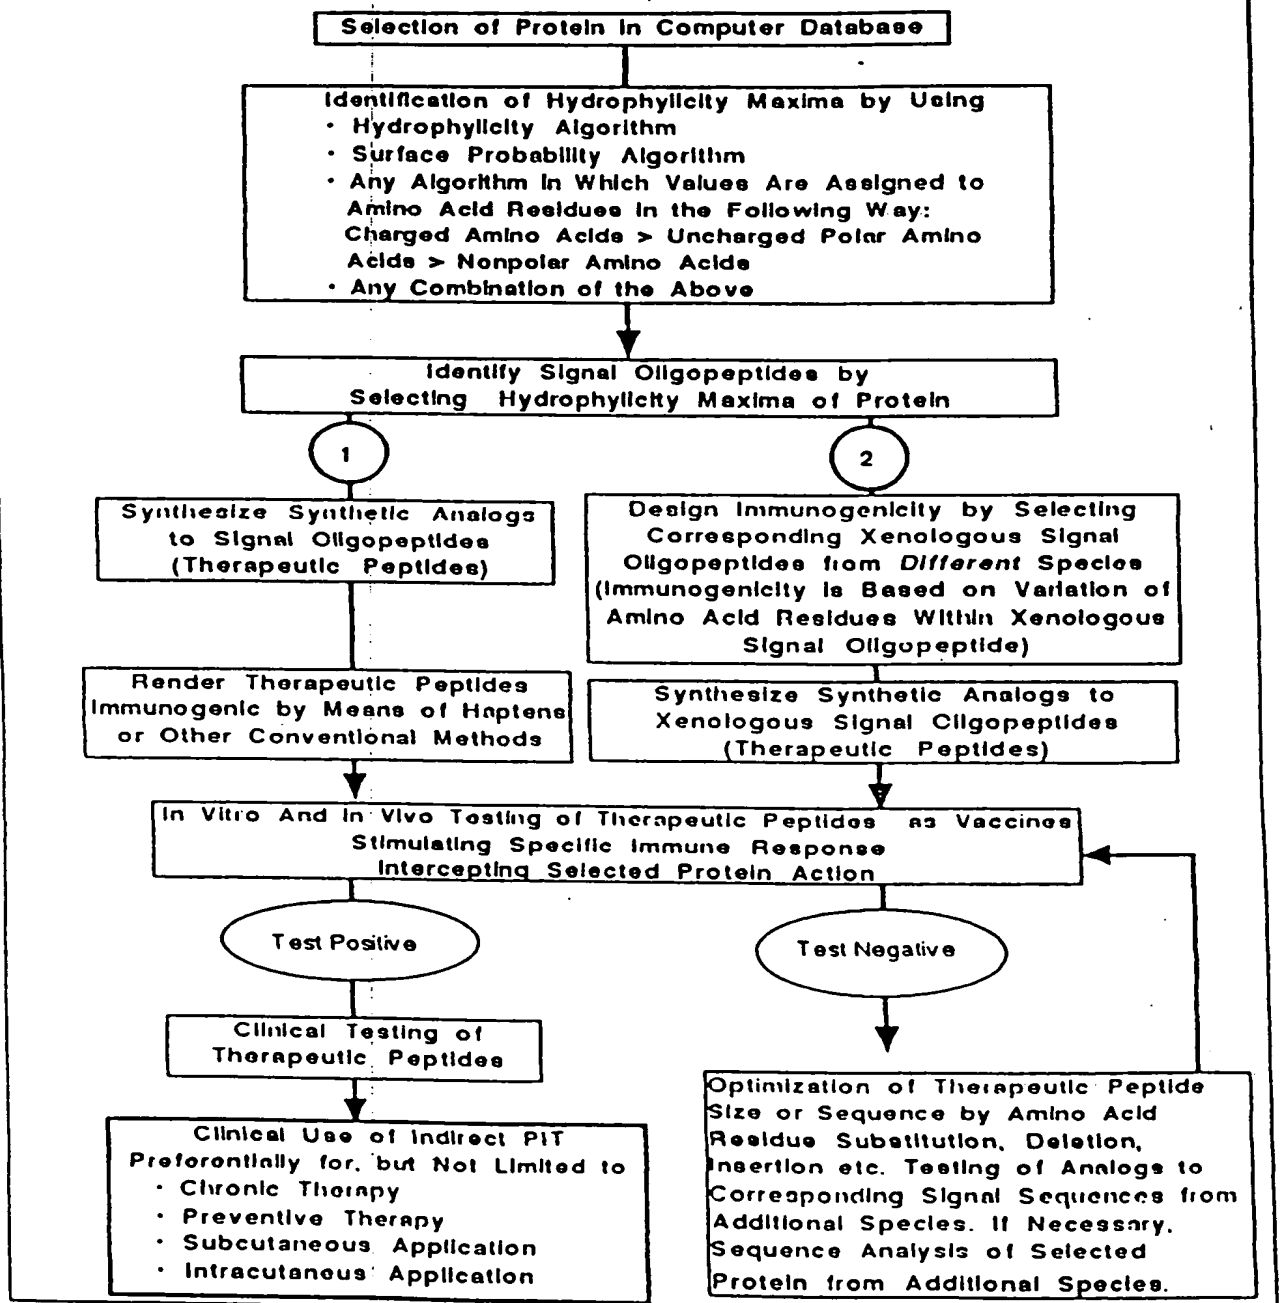 Selection of Protein in Computer Database
Identification of Hydrophylicity Maxima by Using
· Hydrophylicity Algorithm
· Surface Probability Algorithm
· Any Algorithm in Which Values Are Assigned to
Amino Acid Residues in the Following Way:
Charged Amino Acids > Uncharged Polar Amino
Acids > Nonpolar Amino Acids
· Any Combination of the Above
Identify Signal Oligopeptides by
Selecting Hydrophylicity Maxima of Protein
1
Synthesize Synthetic Analogs
to Signal Oligopeptides
(Therapeutic Peptides)
Render Therapeutic Peptides
Immunogenic by Means of Haptens
or Other Conventional Methods
2
Design Immunogenicity by Selecting
Corresponding Xenologous Signal
Oligopeptides from Different Species
(Immunogenicity is Based on Variation of
Amino Acid Residues Within Xenologous
Signal Oligopeptide)
Synthesize Synthetic Analogs to
Xenologous Signal Oligopeptides
(Therapeutic Peptides)
In Vitro And In Vivo Testing of Therapeutic Peptides as Vaccines
Stimulating Specific Immune Response
Intercepting Selected Protein Action
Test Positive
Clinical Testing of
Therapeutic Peptides
Clinical Use of Indirect PIT
Preferentially for, but Not Limited to
· Chronic Therapy
· Preventive Therapy
· Subcutaneous Application
· Intracutaneous Application
Test Negative
Optimization of Therapeutic Peptide
Size or Sequence by Amino Acid
Residue Substitution, Deletion,
Insertion etc. Testing of Analogs to
Corresponding Signal Sequences from
Additional Species. If Necessary,
Sequence Analysis of Selected
Protein from Additional Species.